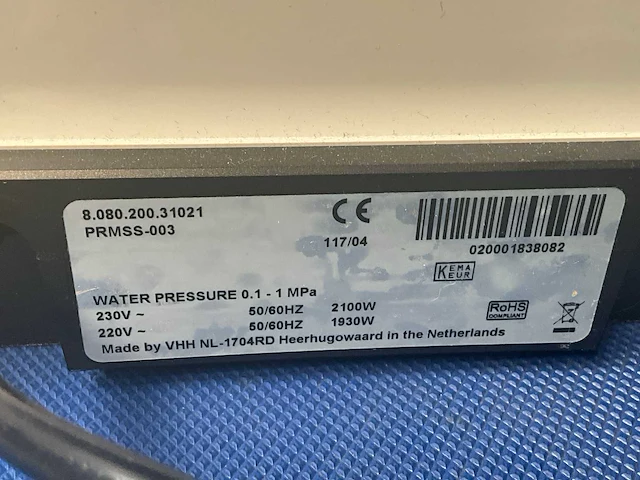 8.080.200.31021
PRMSS-003
CE
117/04
020001838082
KEMA
KEUR
WATER PRESSURE 0.1 - 1 MPa
230V ~ 50/60HZ 2100W
220V ~ 50/60HZ 1930W
RoHS
COMPLIANT
Made by VHH NL-1704RD Heerhugowaard in the Netherlands